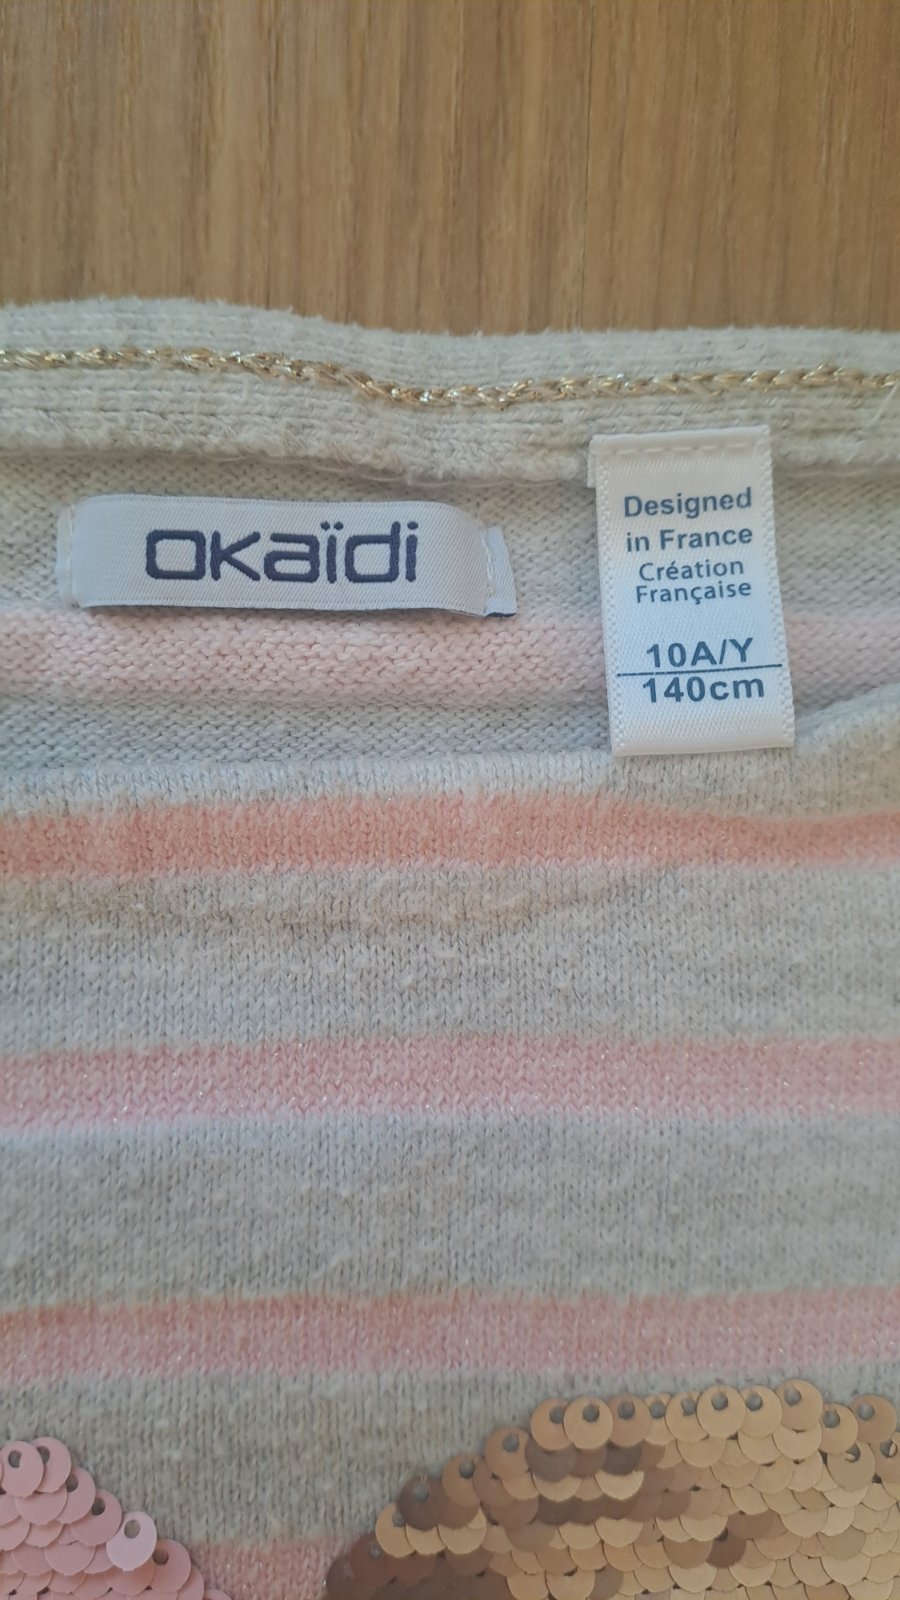 OKaïdi
Designed
in France
Création
Française
10A/Y
140cm